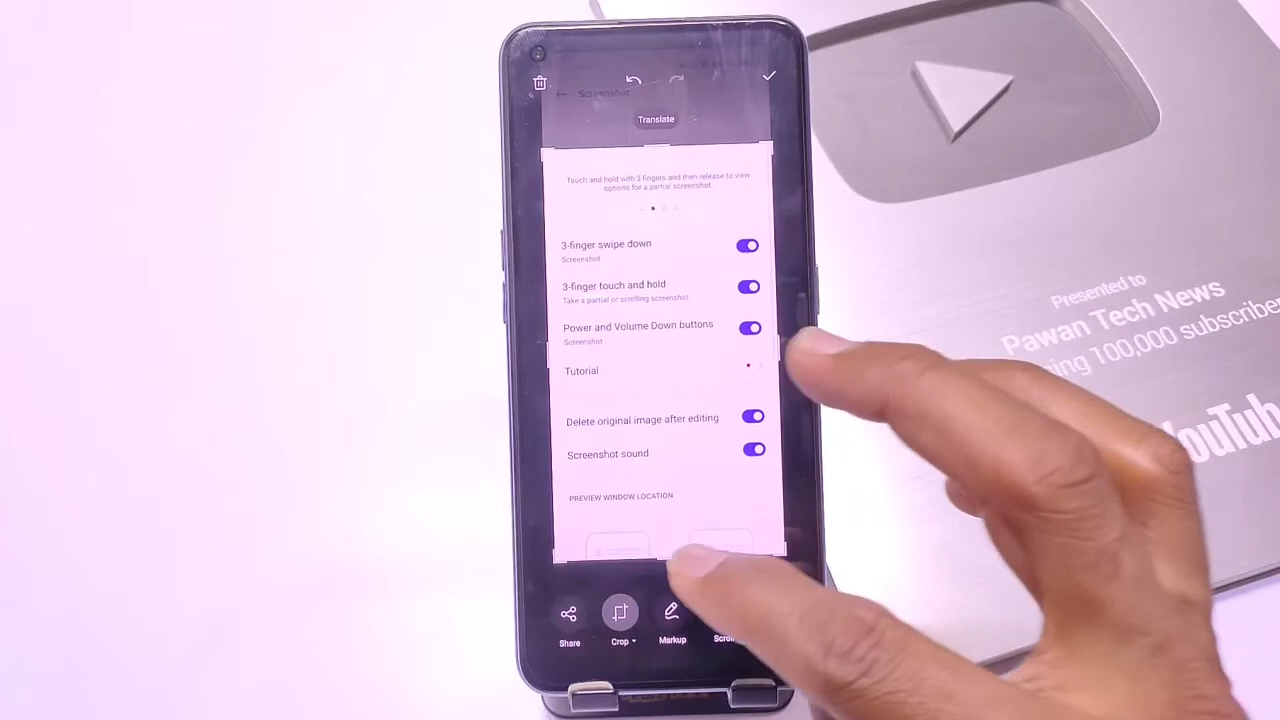 Screenshot
Translate
Touch and hold with 3 fingers and then release to view
options for a partial screenshot.
3-finger swipe down
Screenshot
3-finger touch and hold
Take a partial or scrolling screenshot.
Power and Volume Down buttons
Screenshot
Tutorial
Delete original image after editing
Screenshot sound
PREVIEW WINDOW LOCATION
Share
Crop
Markup
Presented to
Pawan Tech News
100,000